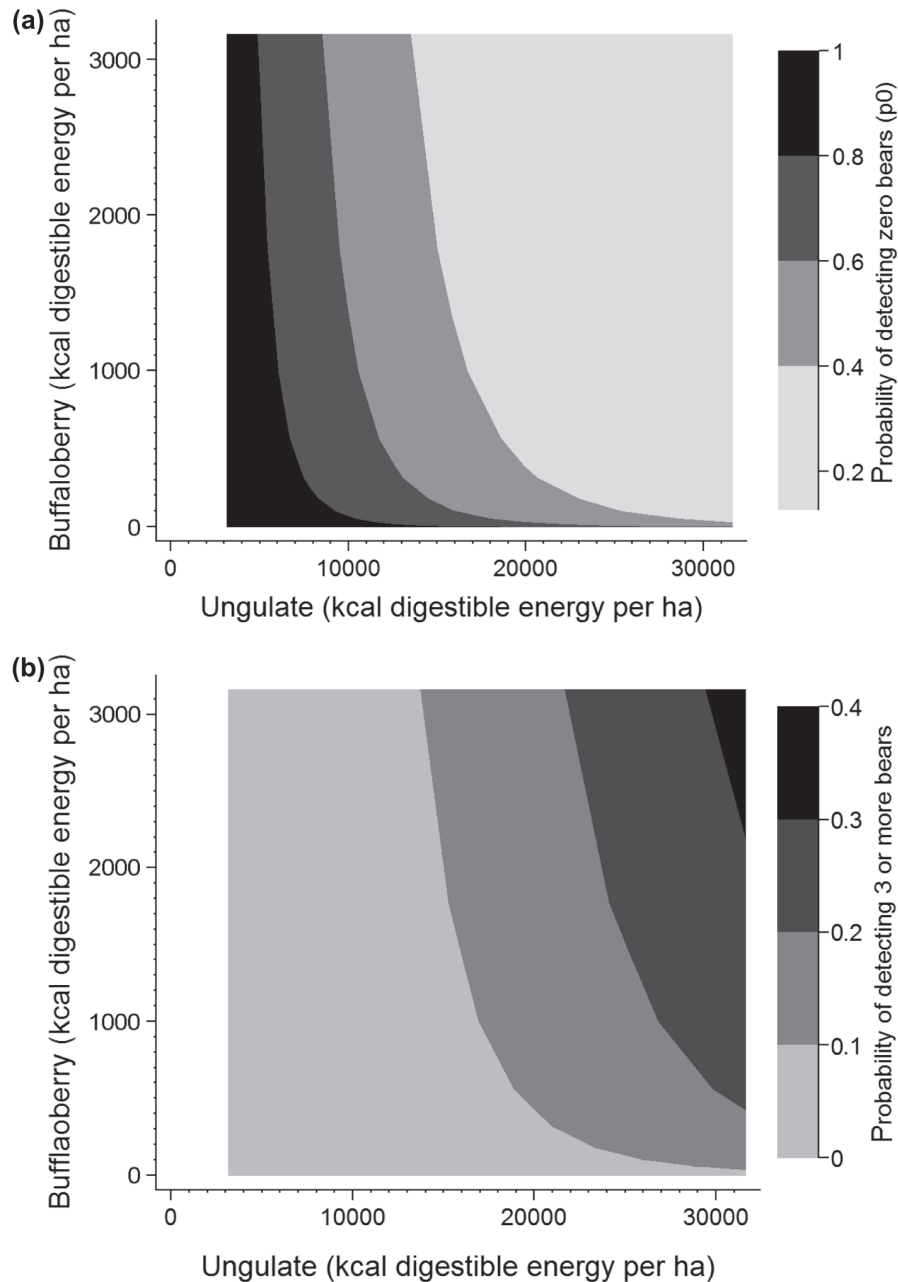 (a)
Buffaloberry (kcal digestible energy per ha)
3000
2000
1000
0
0 10000 20000 30000
Ungulate (kcal digestible energy per ha)
1
0.8
0.6
0.4
0.2
Probability of detecting zero bears (p0)
(b)
Bufflaoberry (kcal digestible energy per ha)
3000
2000
1000
0
0 10000 20000 30000
Ungulate (kcal digestible energy per ha)
0.4
0.3
0.2
0.1
0
Probability of detecting 3 or more bears